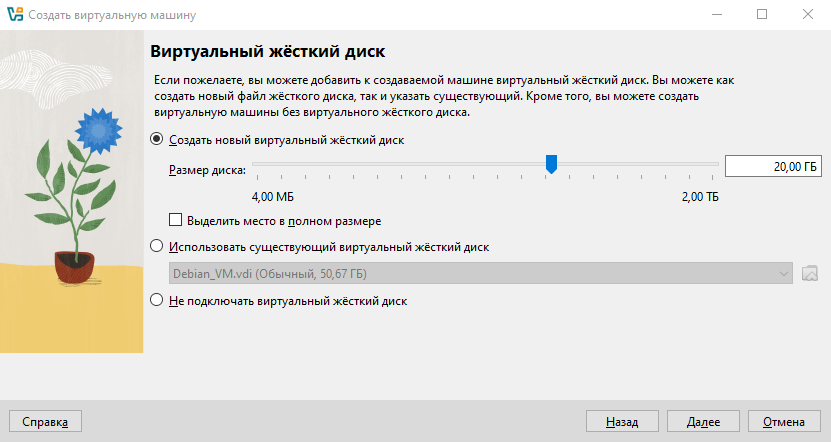 Создать виртуальную машину
Виртуальный жёсткий диск
Если пожелаете, вы можете добавить к создаваемой машине виртуальный жёсткий диск. Вы можете как
создать новый файл жёсткого диска, так и указать существующий. Кроме того, вы можете создать
виртуальную машины без виртуального жёсткого диска.
Создать новый виртуальный жёсткий диск
Размер диска: 20,00 ГБ
4,00 МБ 2,00 ТБ
Выделить место в полном размере
Использовать существующий виртуальный жёсткий диск
Debian_VM.vdi (Обычный, 50,67 ГБ)
Не подключать виртуальный жёсткий диск
Справка Назад Далее Отмена